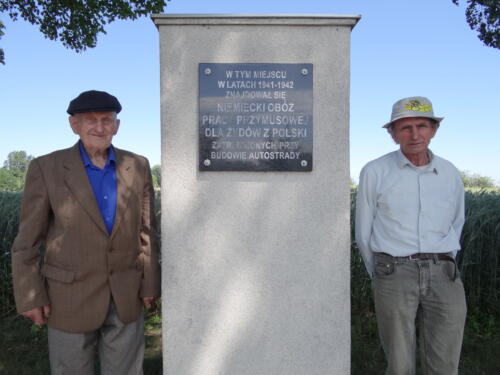 W TYM MIEJSCU
W LATACH 1941-1942
ZNAJDOWAŁ SIĘ
NIEMIECKI OBÓZ
PRACY PRZYMUSOWEJ
DLA ŻYDÓW Z POLSKI
ZATRUDNIONYCH PRZY
BUDOWIE AUTOSTRADY